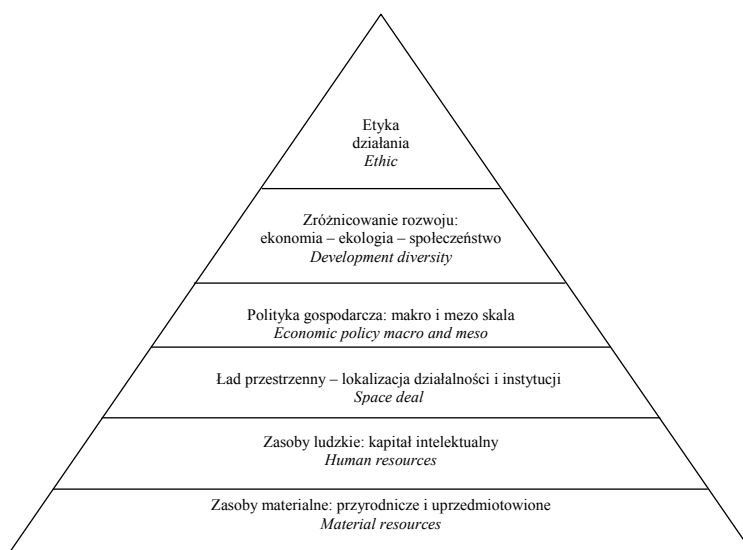 Etyka
działania
Ethic
Zróżnicowanie rozwoju:
ekonomia – ekologia – społeczeństwo
Development diversity
Polityka gospodarcza: makro i mezo skala
Economic policy macro and meso
Ład przestrzenny – lokalizacja działalności i instytucji
Space deal
Zasoby ludzkie: kapitał intelektualny
Human resources
Zasoby materialne: przyrodnicze i uprzedmiotowione
Material resources